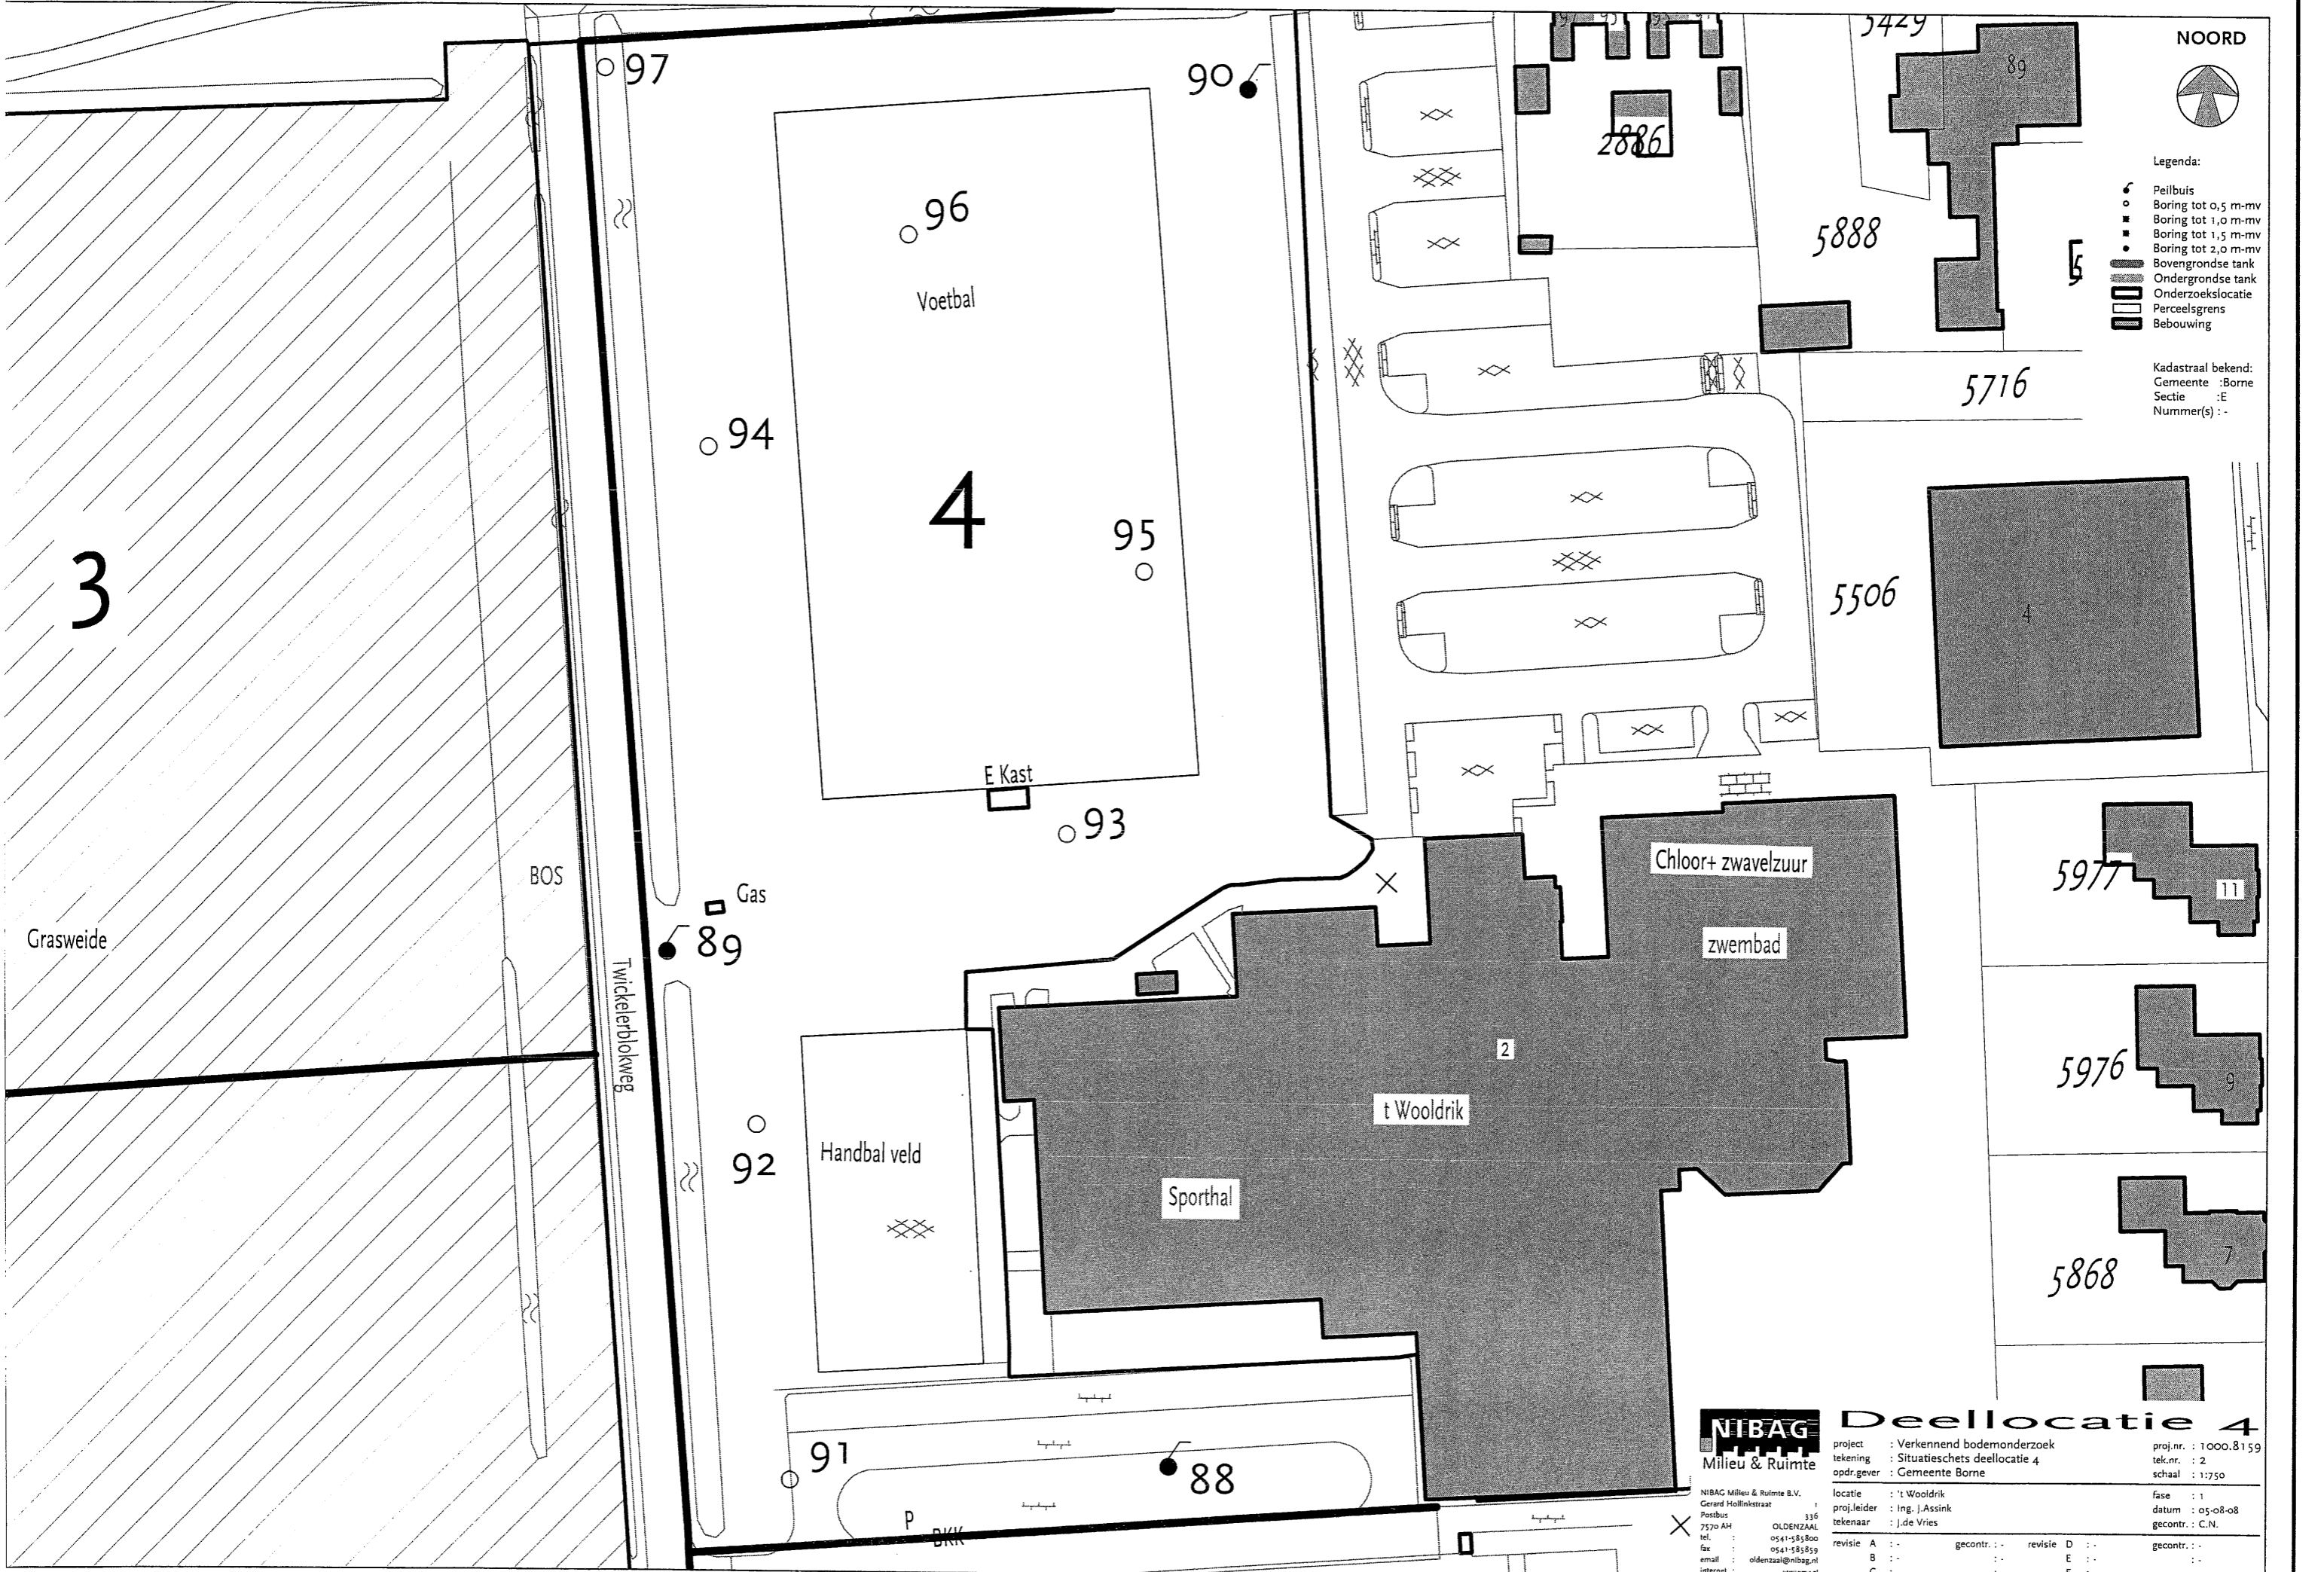 NOORD
Legenda:
Peilbuis
Boring tot 0,5 m-mv
Boring tot 1,0 m-mv
Boring tot 1,5 m-mv
Boring tot 2,0 m-mv
Bovengrondse tank
Ondergrondse tank
Onderzoekslocatie
Perceelsgrens
Bebouwing
Kadastraal bekend:
Gemeente :Borne
Sectie :E
Nummer(s) : -
97
90
5429
89
2886
96
Voetbal
5888
5
5716
94
4
95
3
5506
4
E Kast
93
Chloor+ zwavelzuur
5977
11
BOS
Gas
Grasweide
89
zwembad
Twickelerblokweg
2
5976
9
t Wooldrik
92
Handbal veld
Sporthal
5868
7
91
88
P
BKK
NIBAG
Milieu & Ruimte
Deellocatie 4
project : Verkennend bodemonderzoek proj.nr. : 1000.8159
tekening : Situatieschets deellocatie 4 tek.nr. : 2
opdr.gever : Gemeente Borne schaal : 1:750
locatie : 't Wooldrik fase : 1
proj.leider : Ing. J.Assink datum : 05-08-08
tekenaar : J.de Vries gecontr. : C.N.
revisie A : - gecontr. : - revisie D : - gecontr. : -
B : - : - E : - : -
NIBAG Milieu & Ruimte B.V.
Gerard Hollinkstraat 1
Postbus 336
7570 AH OLDENZAAL
tel. : 0541-585800
fax : 0541-585859
email : oldenzaal@nibag.nl